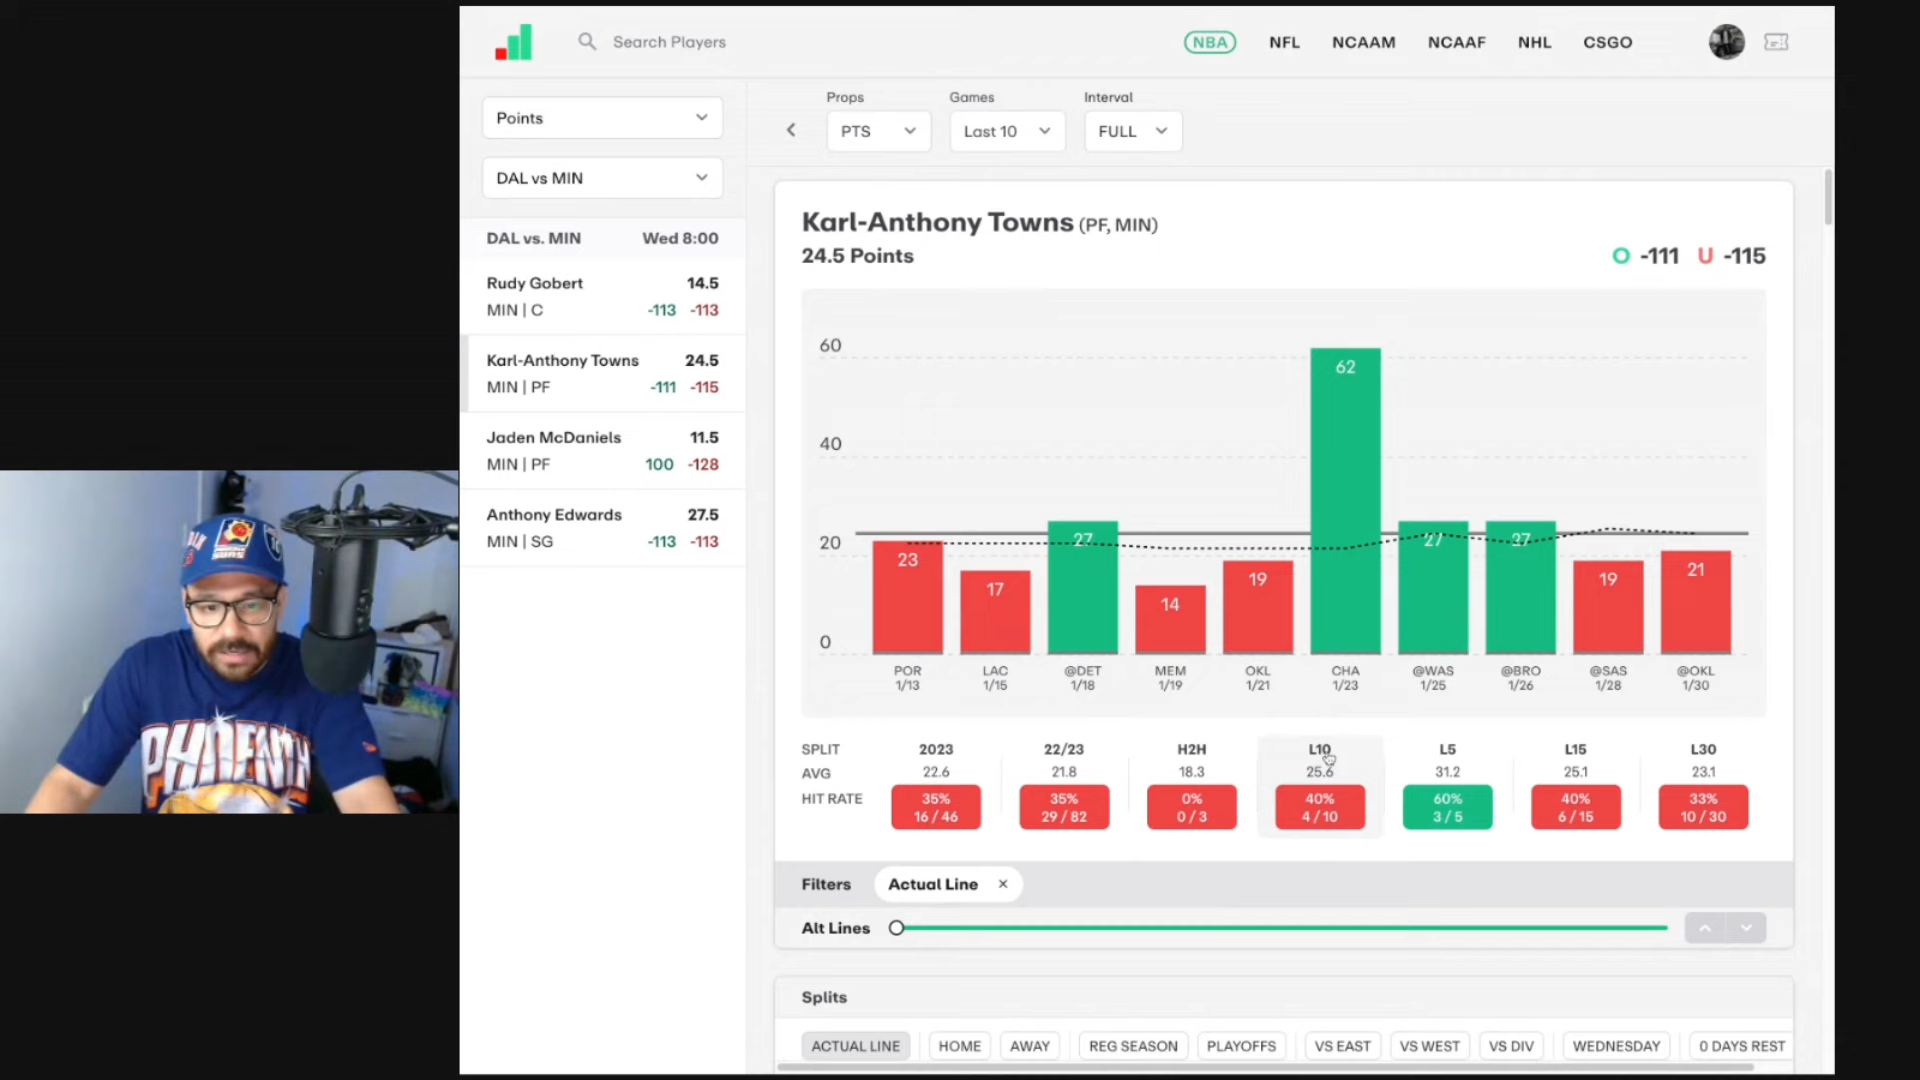 Search Players
NBA NFL NCAAM NCAAF NHL CSGO
Points
DAL vs MIN
DAL vs. MIN Wed 8:00
Rudy Gobert 14.5
MIN | C -113 -113
Karl-Anthony Towns 24.5
MIN | PF -111 -115
Jaden McDaniels 11.5
MIN | PF 100 -128
Anthony Edwards 27.5
MIN | SG -113 -113
Props Games Interval
PTS Last 10 FULL
Karl-Anthony Towns (PF, MIN)
24.5 Points O -111 U -115
60
40
20
0
23 17 27 14 19 62 27 27 19 21
POR LAC @DET MEM OKL CHA @WAS @BRO @SAS @OKL
1/13 1/15 1/18 1/19 1/21 1/23 1/25 1/26 1/28 1/30
SPLIT 2023 22/23 H2H L10 L5 L15 L30
AVG 22.6 21.8 18.3 25.6 31.2 25.1 23.1
HIT RATE 35% 35% 0% 40% 60% 40% 33%
16 / 46 29 / 82 0 / 3 4 / 10 3 / 5 6 / 15 10 / 30
Filters Actual Line ×
Alt Lines
Splits
ACTUAL LINE HOME AWAY REG SEASON PLAYOFFS VS EAST VS WEST VS DIV WEDNESDAY 0 DAYS REST
SUNS
PHOENIX